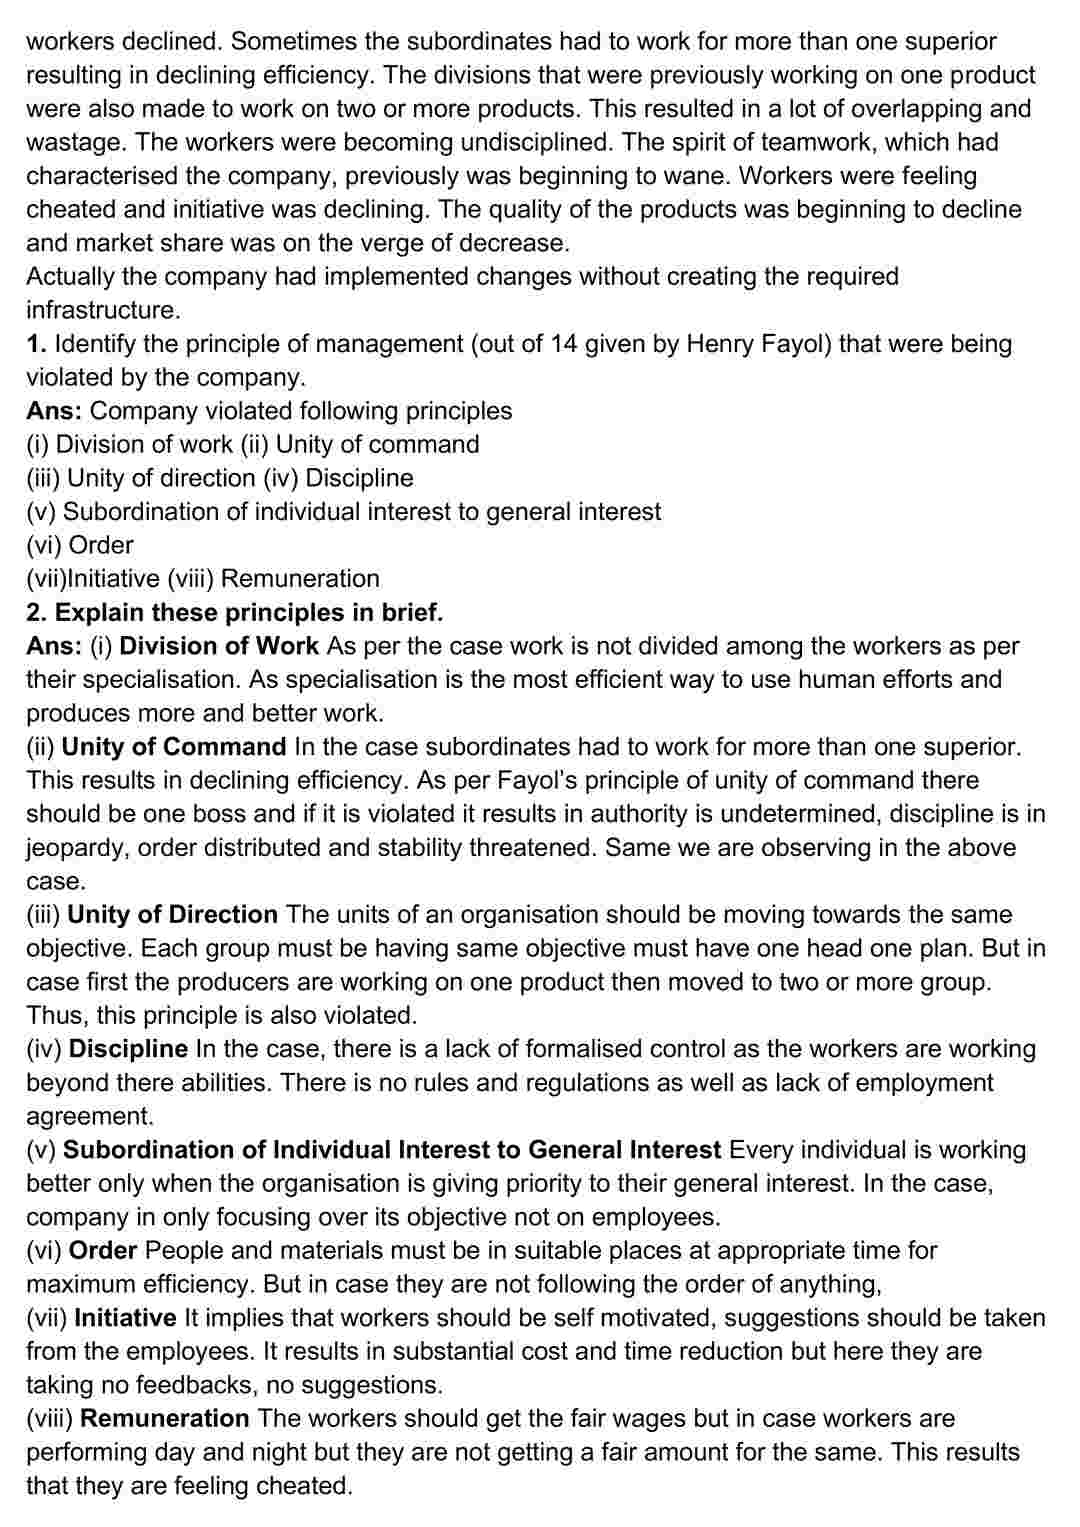 workers declined. Sometimes the subordinates had to work for more than one superior
resulting in declining efficiency. The divisions that were previously working on one product
were also made to work on two or more products. This resulted in a lot of overlapping and
wastage. The workers were becoming undisciplined. The spirit of teamwork, which had
characterised the company, previously was beginning to wane. Workers were feeling
cheated and initiative was declining. The quality of the products was beginning to decline
and market share was on the verge of decrease.
Actually the company had implemented changes without creating the required
infrastructure.
1. Identify the principle of management (out of 14 given by Henry Fayol) that were being
violated by the company.
Ans: Company violated following principles
(i) Division of work (ii) Unity of command
(iii) Unity of direction (iv) Discipline
(v) Subordination of individual interest to general interest
(vi) Order
(vii)Initiative (viii) Remuneration
2. Explain these principles in brief.
Ans: (i) Division of Work As per the case work is not divided among the workers as per
their specialisation. As specialisation is the most efficient way to use human efforts and
produces more and better work.
(ii) Unity of Command In the case subordinates had to work for more than one superior.
This results in declining efficiency. As per Fayol's principle of unity of command there
should be one boss and if it is violated it results in authority is undetermined, discipline is in
jeopardy, order distributed and stability threatened. Same we are observing in the above
case.
(iii) Unity of Direction The units of an organisation should be moving towards the same
objective. Each group must be having same objective must have one head one plan. But in
case first the producers are working on one product then moved to two or more group.
Thus, this principle is also violated.
(iv) Discipline In the case, there is a lack of formalised control as the workers are working
beyond there abilities. There is no rules and regulations as well as lack of employment
agreement.
(v) Subordination of Individual Interest to General Interest Every individual is working
better only when the organisation is giving priority to their general interest. In the case,
company in only focusing over its objective not on employees.
(vi) Order People and materials must be in suitable places at appropriate time for
maximum efficiency. But in case they are not following the order of anything,
(vii) Initiative It implies that workers should be self motivated, suggestions should be taken
from the employees. It results in substantial cost and time reduction but here they are
taking no feedbacks, no suggestions.
(viii) Remuneration The workers should get the fair wages but in case workers are
performing day and night but they are not getting a fair amount for the same. This results
that they are feeling cheated.